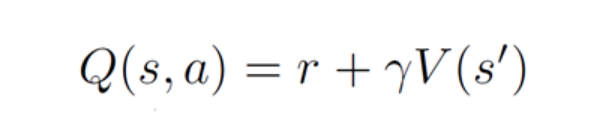 Q(s, a) = r + γV(s′)